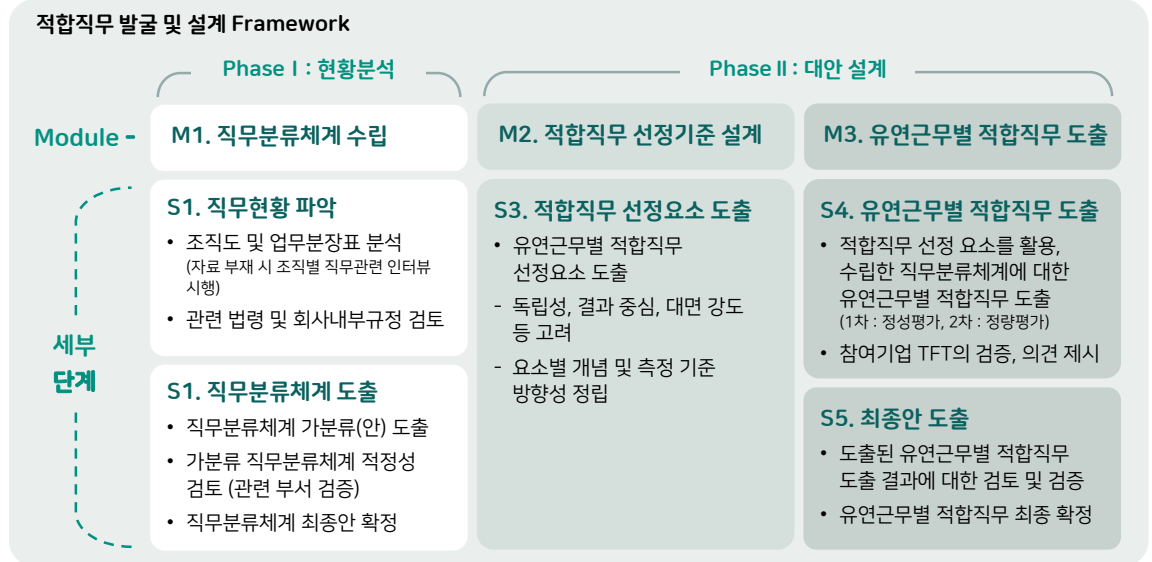 적합직무 발굴 및 설계 Framework
Phase Ⅰ : 현황분석
Phase Ⅱ : 대안 설계
Module -
M1. 직무분류체계 수립
M2. 적합직무 선정기준 설계
M3. 유연근무별 적합직무 도출
세부
단계
S1. 직무현황 파악
• 조직도 및 업무분장표 분석
(자료 부재 시 조직별 직무관련 인터뷰
시행)
• 관련 법령 및 회사내부규정 검토
S1. 직무분류체계 도출
• 직무분류체계 가분류(안) 도출
• 가분류 직무분류체계 적정성
검토 (관련 부서 검증)
• 직무분류체계 최종안 확정
S3. 적합직무 선정요소 도출
• 유연근무별 적합직무
선정요소 도출
- 독립성, 결과 중심, 대면 강도
등 고려
- 요소별 개념 및 측정 기준
방향성 정립
S4. 유연근무별 적합직무 도출
• 적합직무 선정 요소를 활용,
수립한 직무분류체계에 대한
유연근무별 적합직무 도출
(1차 : 정성평가, 2차 : 정량평가)
• 참여기업 TFT의 검증, 의견 제시
S5. 최종안 도출
• 도출된 유연근무별 적합직무
도출 결과에 대한 검토 및 검증
• 유연근무별 적합직무 최종 확정